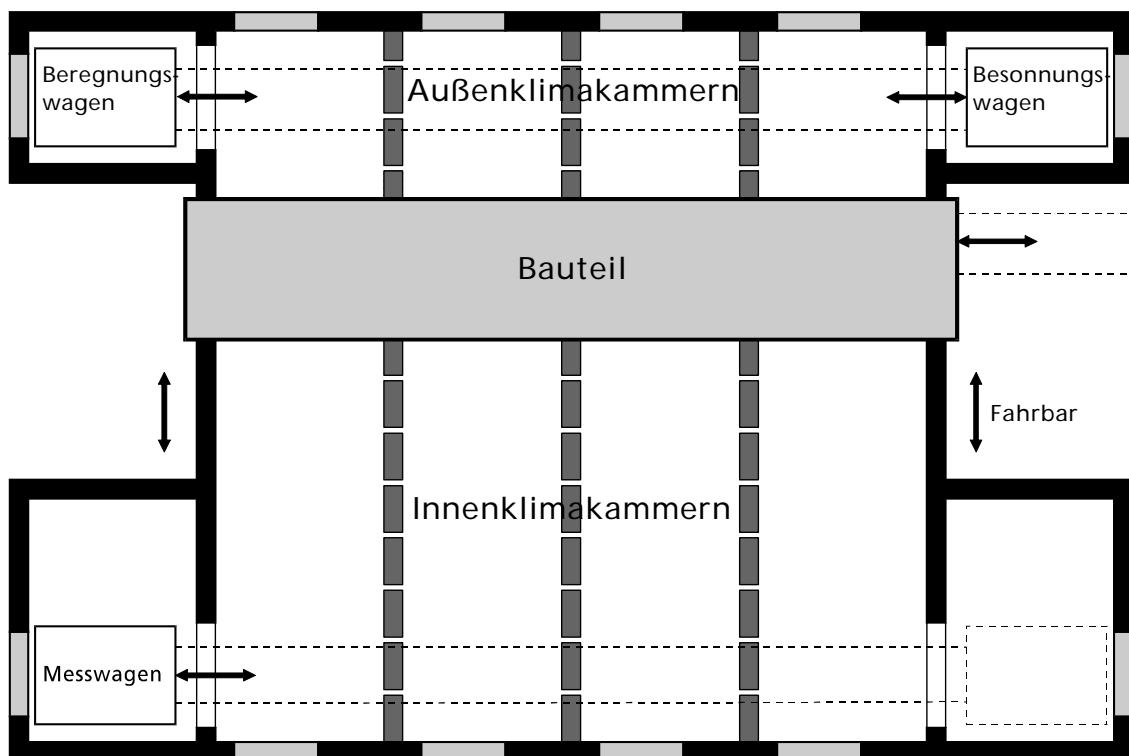 Beregnungs-
wagen
Außenklimakammern
Besonnungs-
wagen
Bauteil
Fahrbar
Innenklimakammern
Messwagen